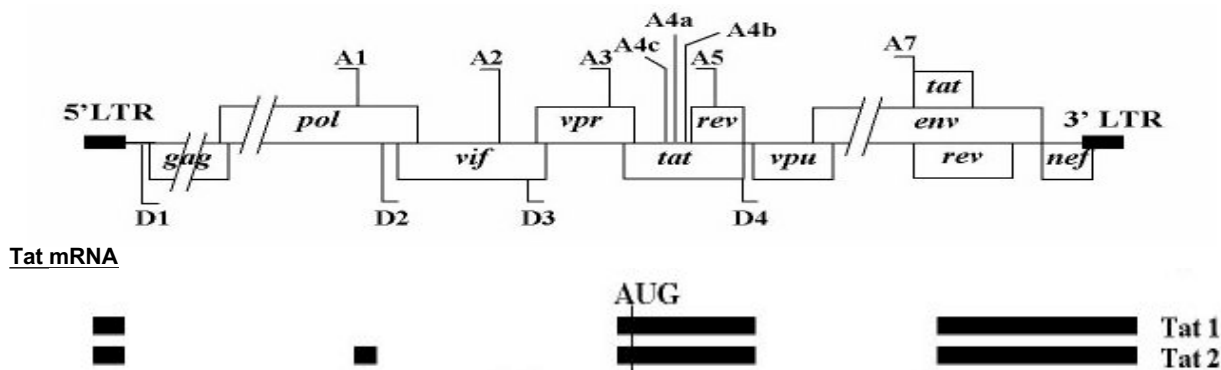 A4a
A4c A4b
A1 A2 A3 A5 A7
5'LTR pol vpr rev tat env 3' LTR
gag vif tat vpu rev nef
D1 D2 D3 D4
Tat mRNA
AUG
Tat 1
Tat 2